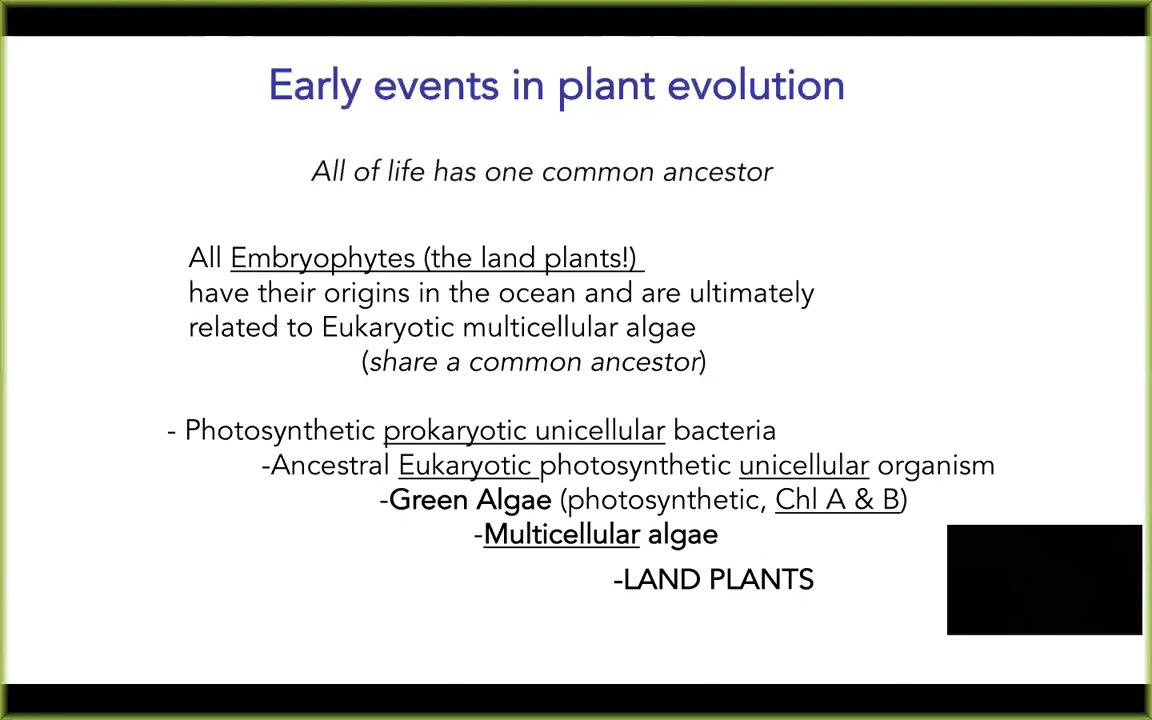 Early events in plant evolution
All of life has one common ancestor
All Embryophytes (the land plants!)
have their origins in the ocean and are ultimately
related to Eukaryotic multicellular algae
(share a common ancestor)
- Photosynthetic prokaryotic unicellular bacteria
-Ancestral Eukaryotic photosynthetic unicellular organism
-Green Algae (photosynthetic, Chl A & B)
-Multicellular algae
-LAND PLANTS